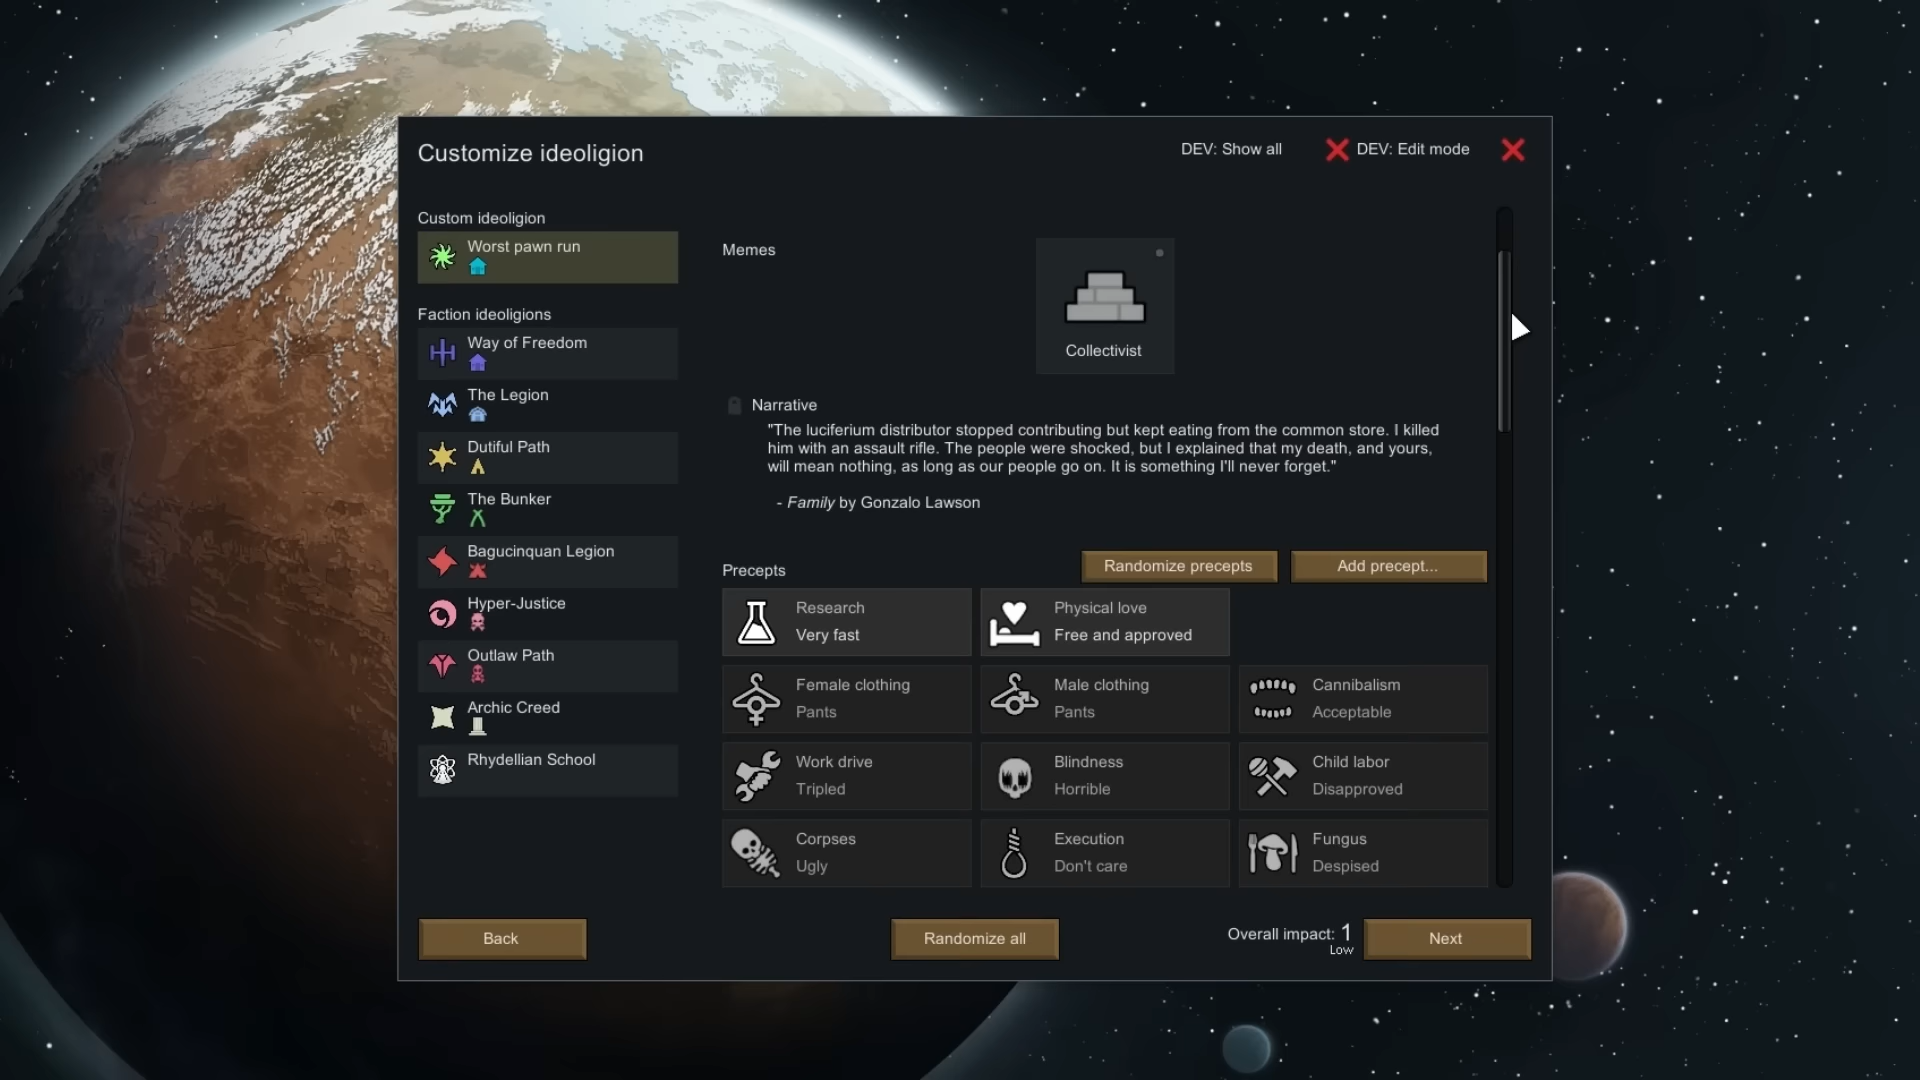 Customize ideoligion
DEV: Show all
DEV: Edit mode
Custom ideoligion
Worst pawn run
Faction ideoligions
Way of Freedom
The Legion
Dutiful Path
The Bunker
Bagucinquan Legion
Hyper-Justice
Outlaw Path
Archic Creed
Rhydellian School
Memes
Collectivist
Narrative
"The luciferium distributor stopped contributing but kept eating from the common store. I killed
him with an assault rifle. The people were shocked, but I explained that my death, and yours,
will mean nothing, as long as our people go on. It is something I'll never forget."
- Family by Gonzalo Lawson
Precepts
Randomize precepts
Add precept...
Research
Very fast
Physical love
Free and approved
Female clothing
Pants
Male clothing
Pants
Cannibalism
Acceptable
Work drive
Tripled
Blindness
Horrible
Child labor
Disapproved
Corpses
Ugly
Execution
Don't care
Fungus
Despised
Back
Randomize all
Overall impact: 1
Low
Next